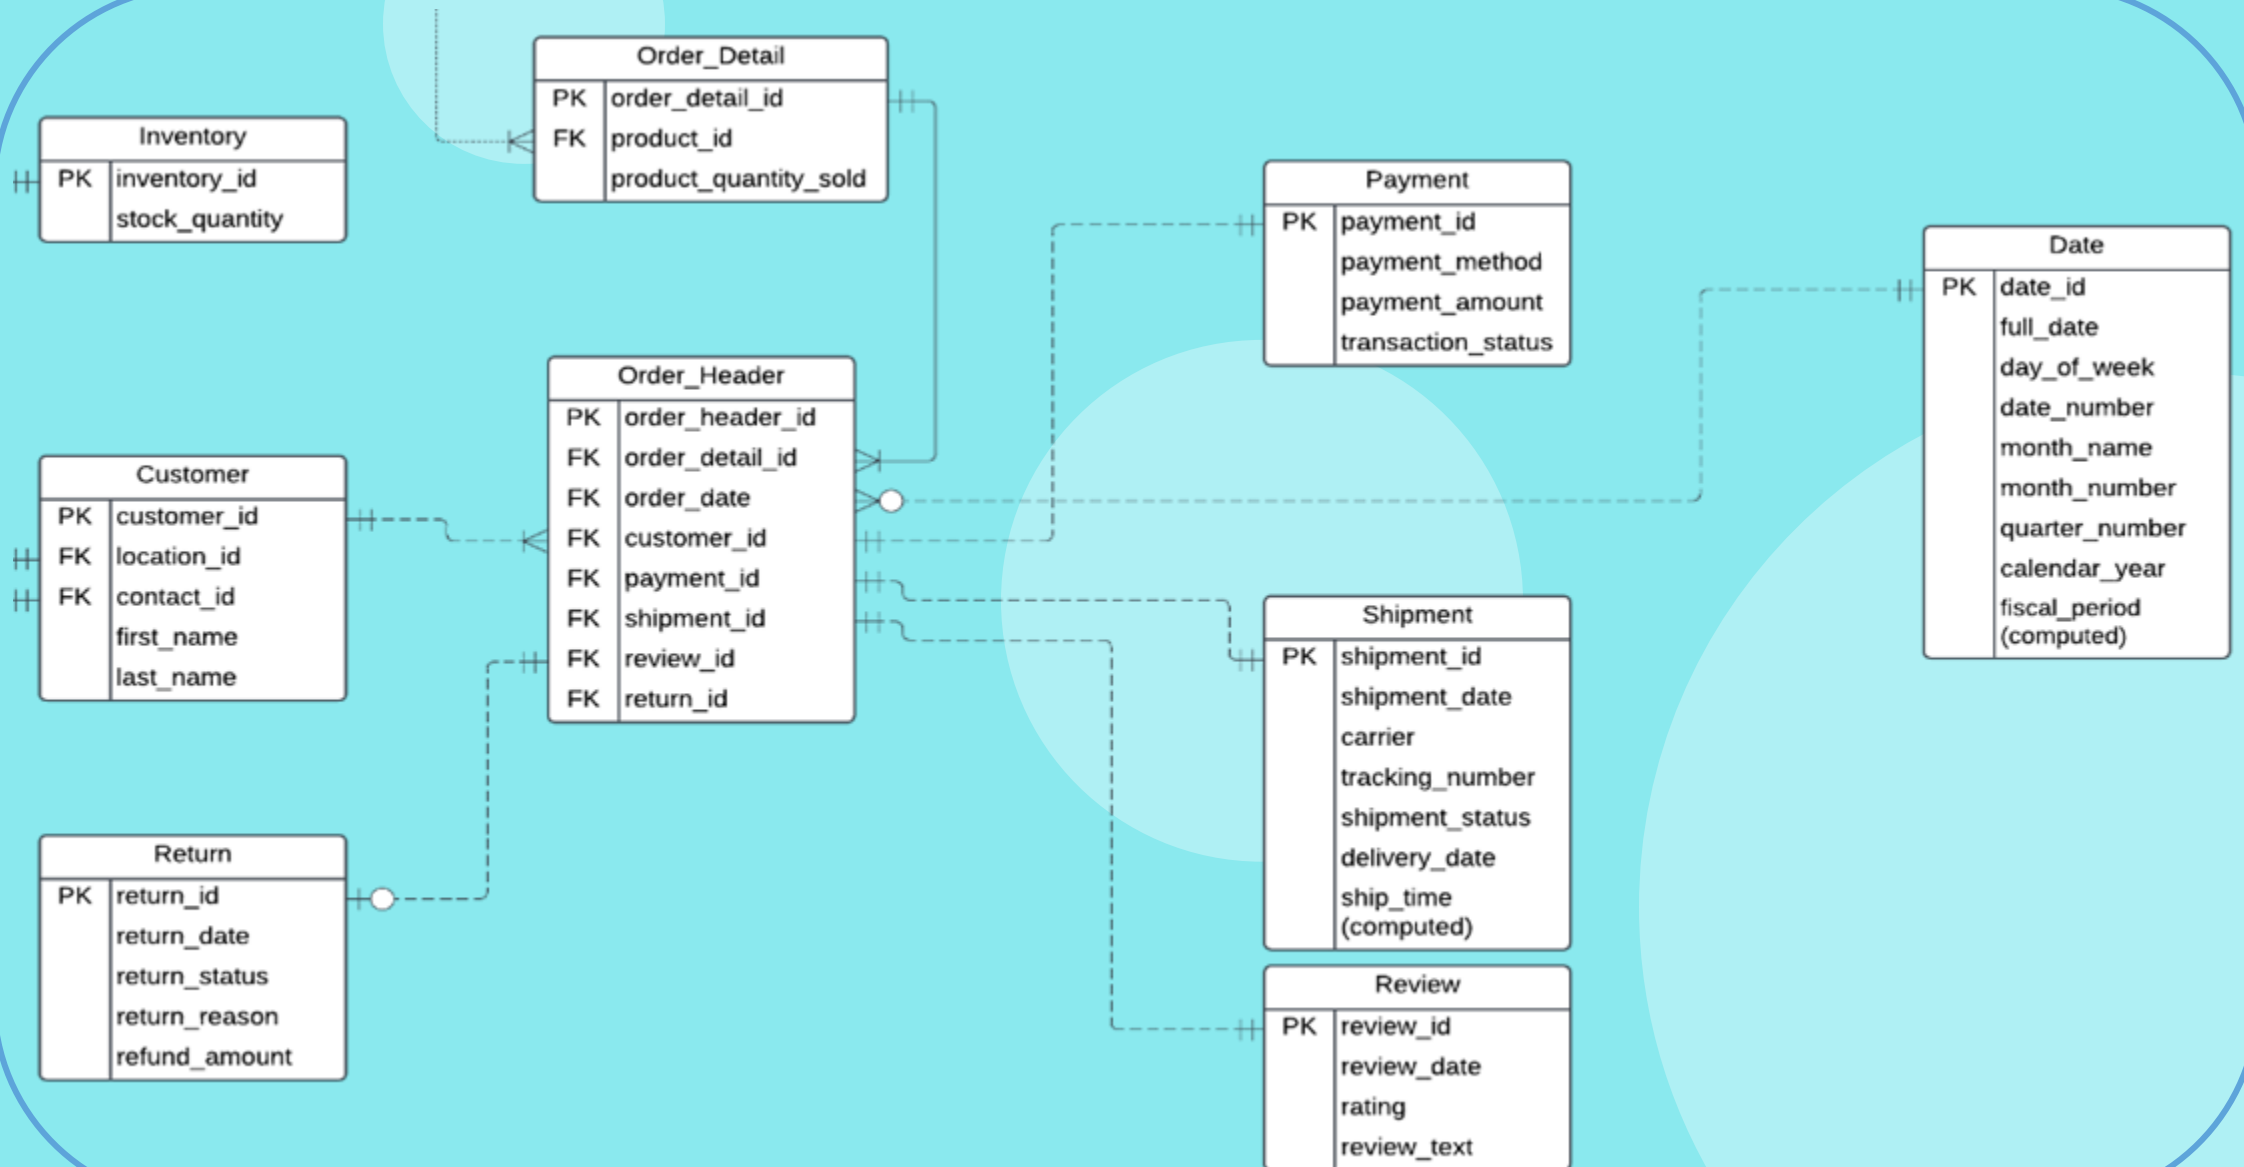 Order_Detail
PK order_detail_id
FK product_id
product_quantity_sold
Inventory
PK inventory_id
stock_quantity
Payment
PK payment_id
payment_method
payment_amount
transaction_status
Date
PK date_id
full_date
day_of_week
date_number
month_name
month_number
quarter_number
calendar_year
fiscal_period
(computed)
Order_Header
PK order_header_id
FK order_detail_id
FK order_date
FK customer_id
FK payment_id
FK shipment_id
FK review_id
FK return_id
Customer
PK customer_id
FK location_id
FK contact_id
first_name
last_name
Shipment
PK shipment_id
shipment_date
carrier
tracking_number
shipment_status
delivery_date
ship_time
(computed)
Return
PK return_id
return_date
return_status
return_reason
refund_amount
Review
PK review_id
review_date
rating
review_text